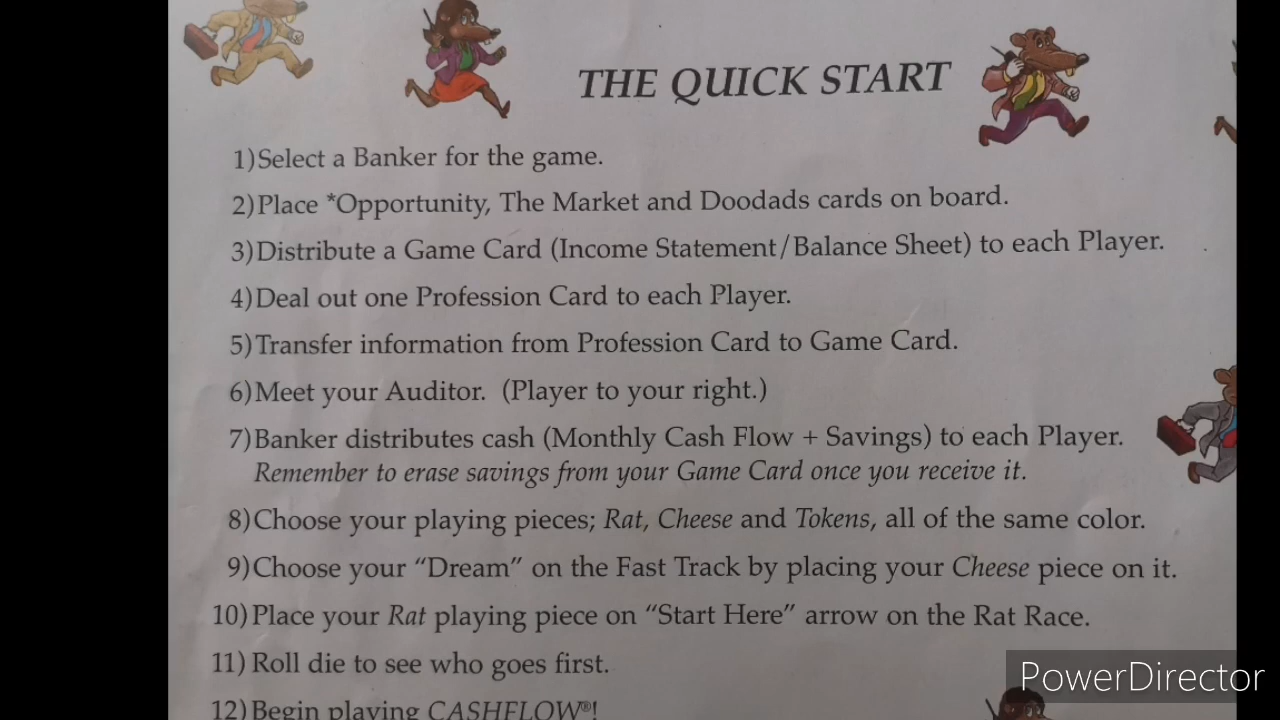 THE QUICK START
1) Select a Banker for the game.
2) Place *Opportunity, The Market and Doodads cards on board.
3) Distribute a Game Card (Income Statement/Balance Sheet) to each Player.
4) Deal out one Profession Card to each Player.
5) Transfer information from Profession Card to Game Card.
6) Meet your Auditor. (Player to your right.)
7) Banker distributes cash (Monthly Cash Flow + Savings) to each Player.
Remember to erase savings from your Game Card once you receive it.
8) Choose your playing pieces; Rat, Cheese and Tokens, all of the same color.
9) Choose your “Dream” on the Fast Track by placing your Cheese piece on it.
10) Place your Rat playing piece on “Start Here” arrow on the Rat Race.
11) Roll die to see who goes first.
12) Begin playing CASHFLOW®!
PowerDirector